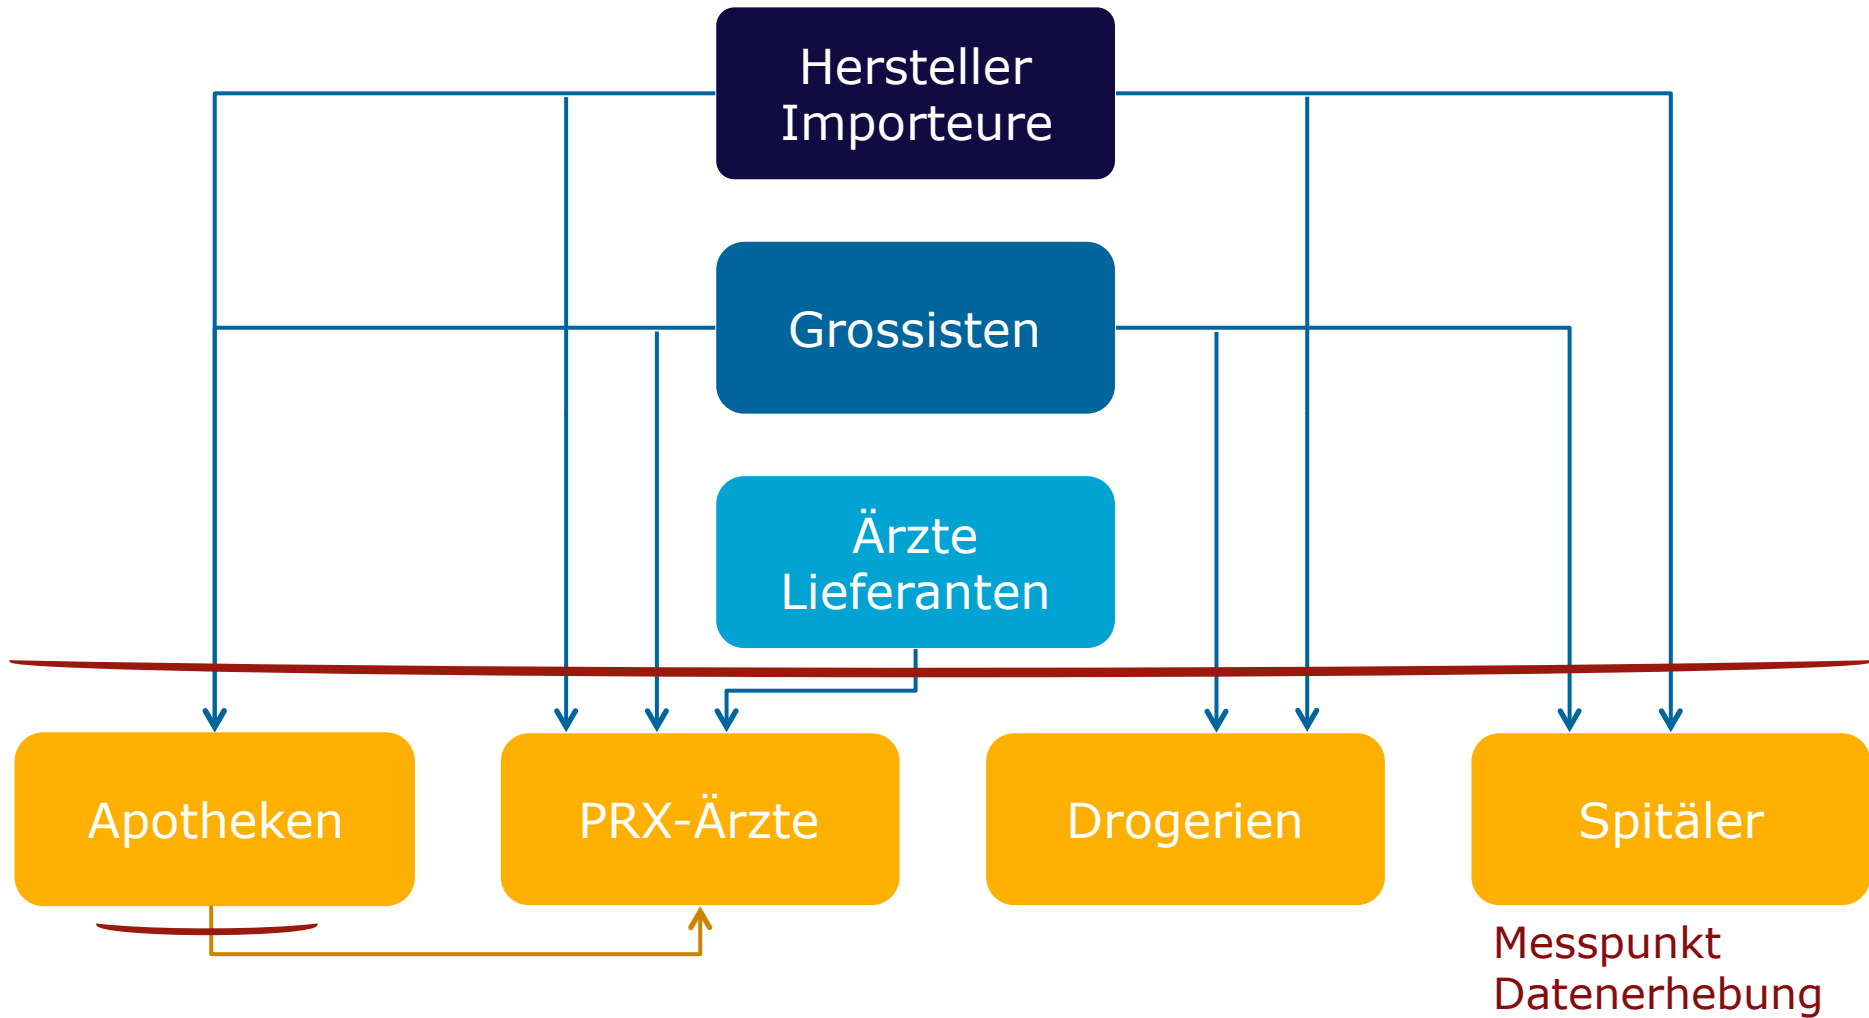 Hersteller
Importeure
Grossisten
Ärzte
Lieferanten
Apotheken
PRX-Ärzte
Drogerien
Spitäler
Messpunkt
Datenerhebung